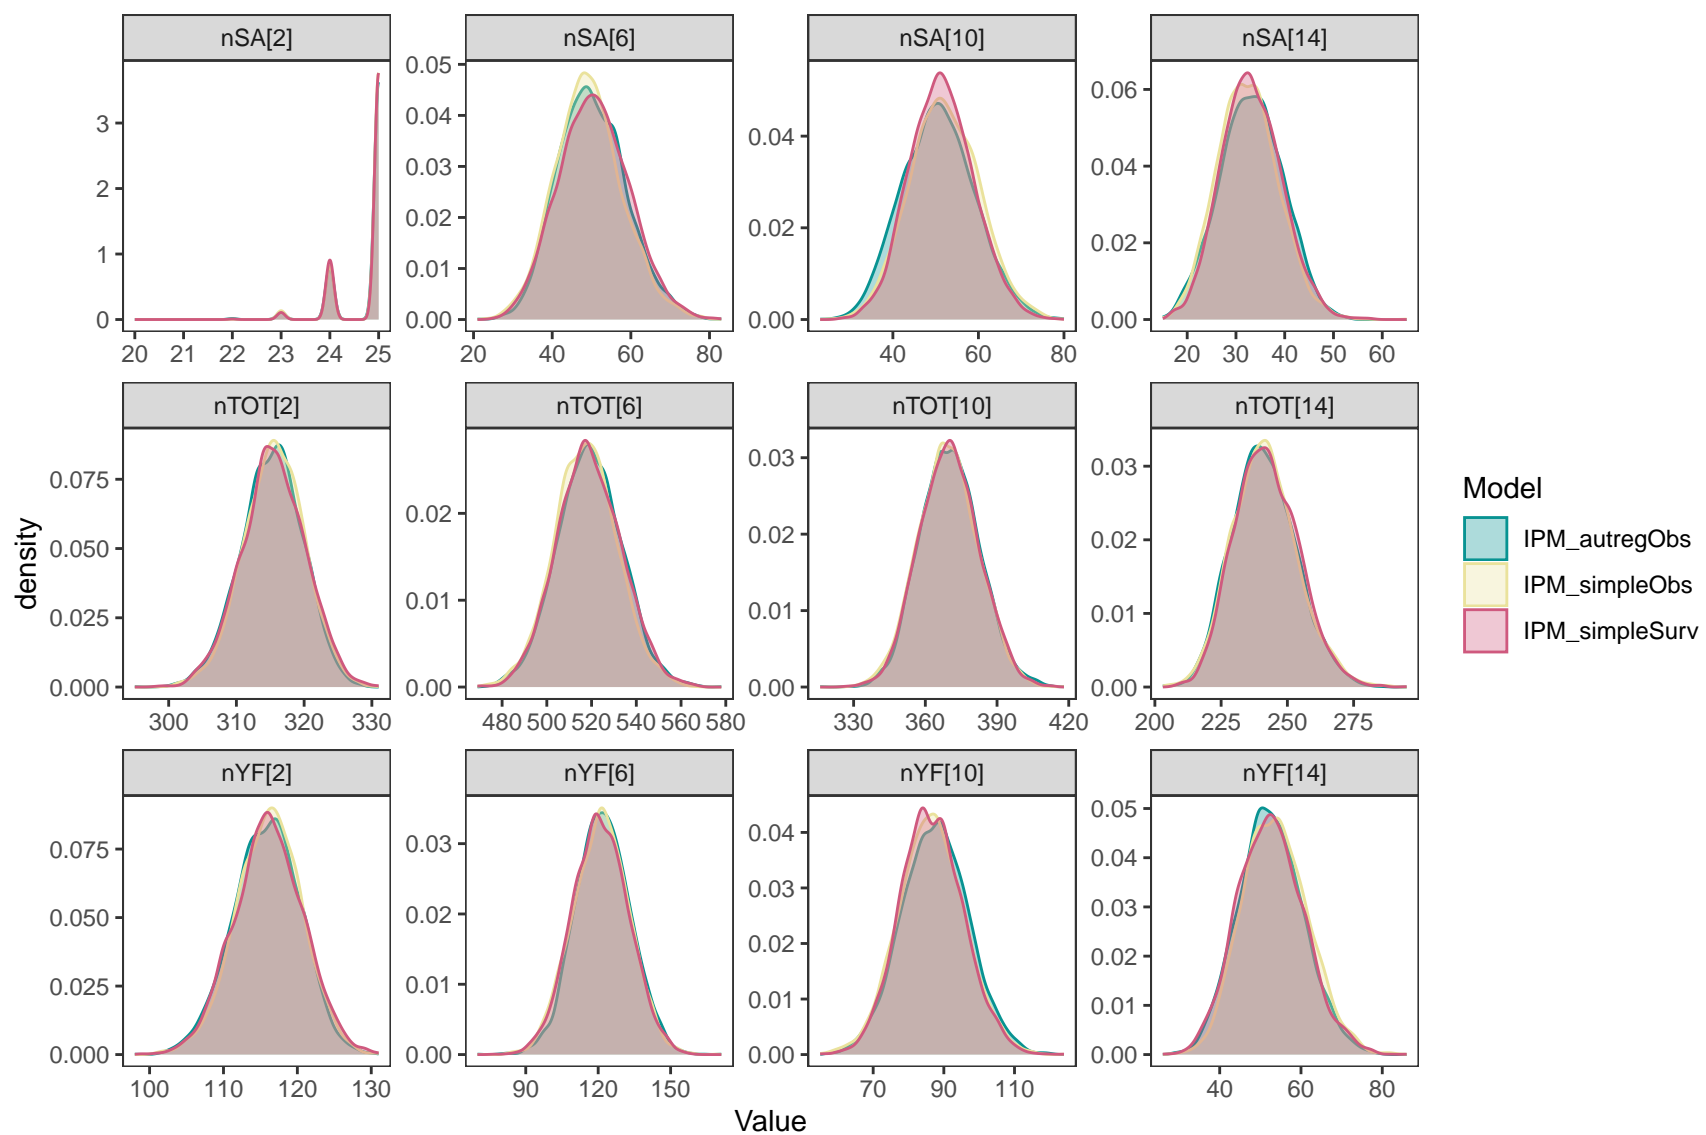 nSA[2] nSA[6] nSA[10] nSA[14]
3
2
1
0
20 21 22 23 24 25
0.05
0.04
0.03
0.02
0.01
0.00
20 40 60 80
0.04
0.02
0.00
40 60 80
0.06
0.04
0.02
0.00
20 30 40 50 60
nTOT[2] nTOT[6] nTOT[10] nTOT[14]
0.075
0.050
0.025
0.000
300 310 320 330
0.02
0.01
0.00
480 500 520 540 560 580
0.03
0.02
0.01
0.00
330 360 390 420
0.03
0.02
0.01
0.00
200 225 250 275
nYF[2] nYF[6] nYF[10] nYF[14]
0.075
0.050
0.025
0.000
100 110 120 130
0.03
0.02
0.01
0.00
90 120 150
0.04
0.03
0.02
0.01
0.00
70 90 110
0.05
0.04
0.03
0.02
0.01
0.00
40 60 80
density
Value
Model
IPM_autregObs
IPM_simpleObs
IPM_simpleSurv